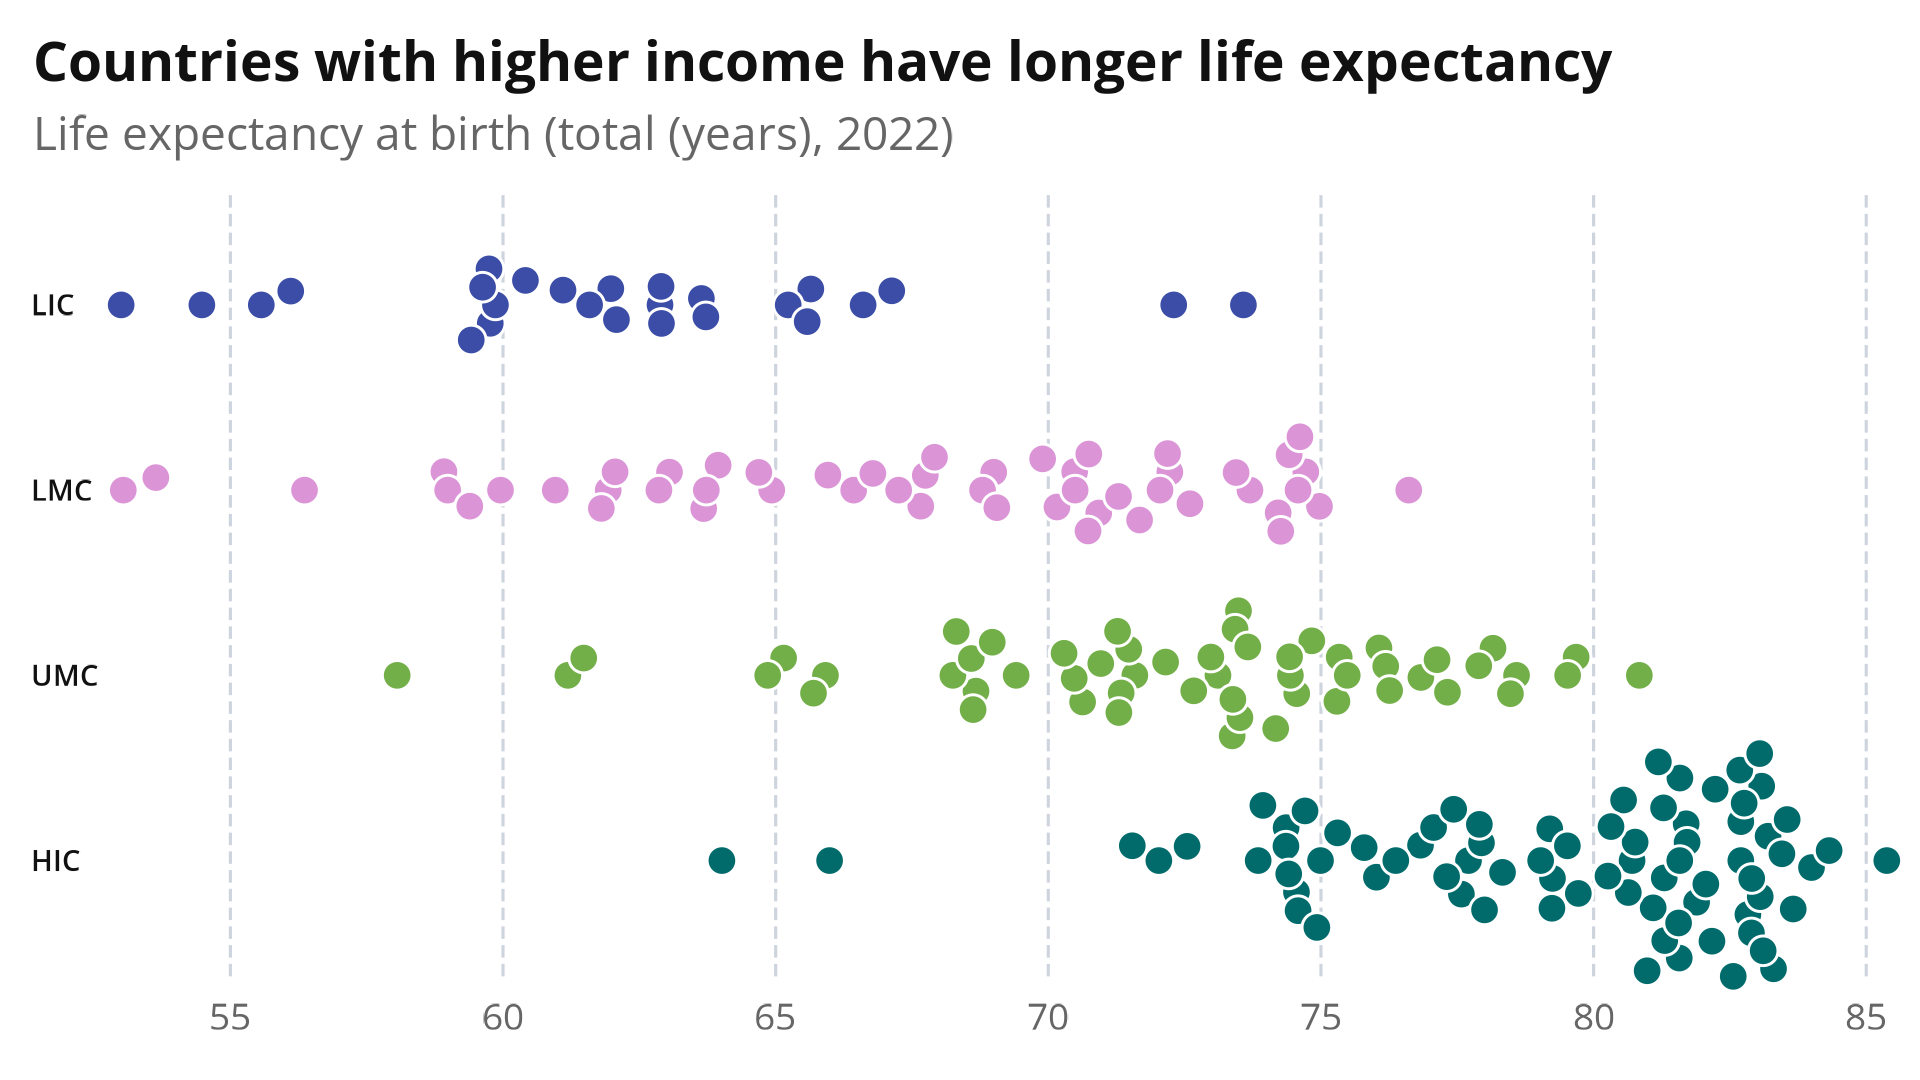 Countries with higher income have longer life expectancy
Life expectancy at birth (total (years), 2022)
LIC
LMC
UMC
HIC
55 60 65 70 75 80 85